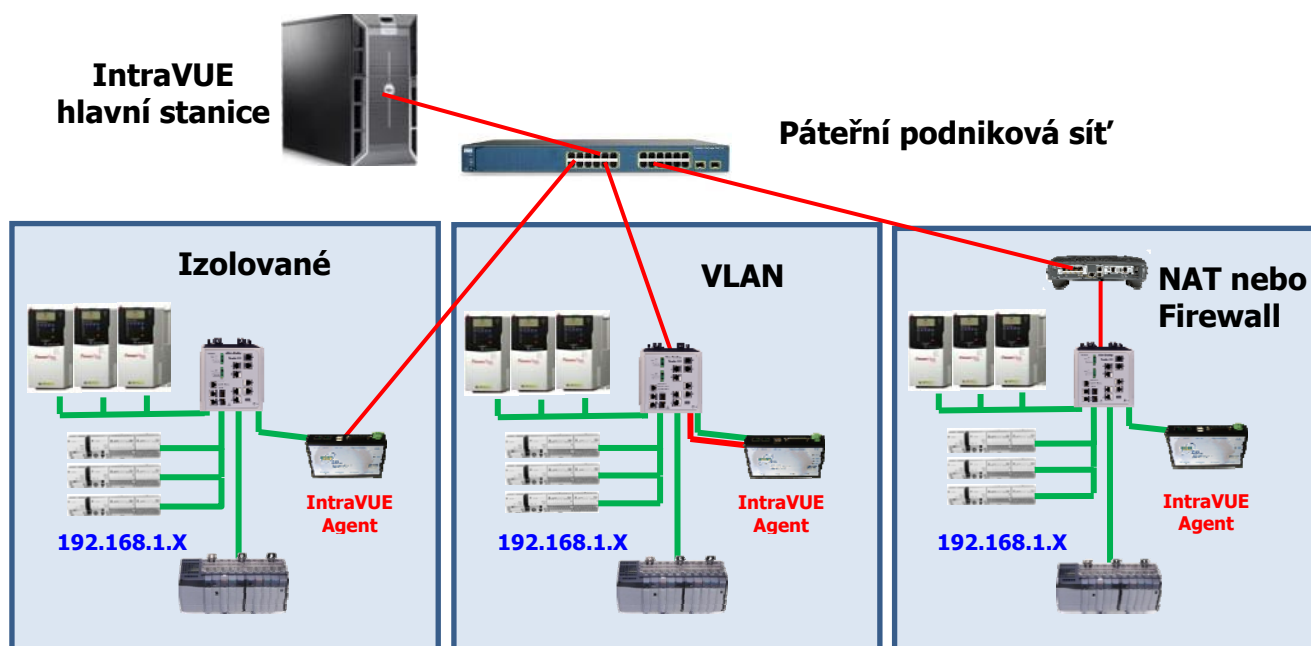 IntraVUE
hlavní stanice
Páteřní podniková síť
Izolované
VLAN
NAT nebo
Firewall
IntraVUE
Agent
192.168.1.X
IntraVUE
Agent
192.168.1.X
IntraVUE
Agent
192.168.1.X